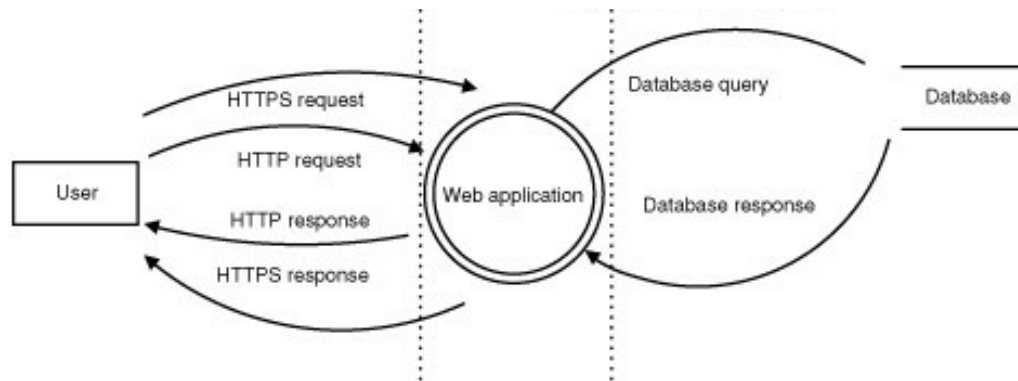 HTTPS request
HTTP request
User
HTTP response
HTTPS response
Web application
Database query
Database
Database response